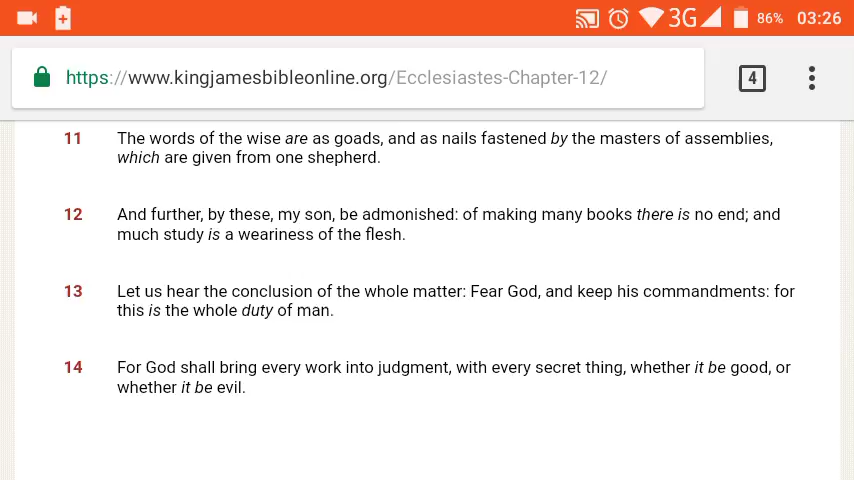 3G 86% 03:26
https://www.kingjamesbibleonline.org/Ecclesiastes-Chapter-12/ 4
11 The words of the wise are as goads, and as nails fastened by the masters of assemblies,
which are given from one shepherd.
12 And further, by these, my son, be admonished: of making many books there is no end; and
much study is a weariness of the flesh.
13 Let us hear the conclusion of the whole matter: Fear God, and keep his commandments: for
this is the whole duty of man.
14 For God shall bring every work into judgment, with every secret thing, whether it be good, or
whether it be evil.